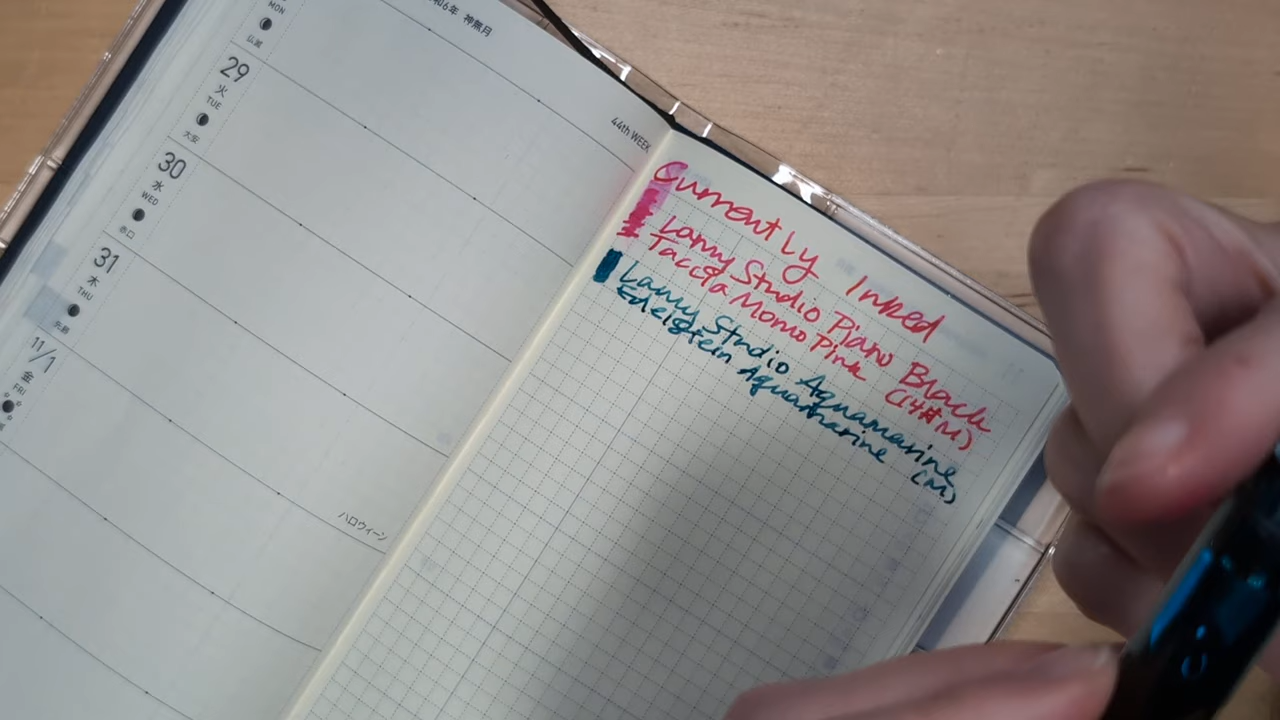 令和6年 神無月
MON
仏滅
29
火
TUE
大安
30
水
WED
赤口
31
木
THU
先勝
ハロウィーン
11/1
金
FRI
44th WEEK
Currently Inked
Lamy Studio Piano Black
Taccia Momo Pink (14K M)
Lamy Studio Aquamarine
Edelstein Aquamarine (M)